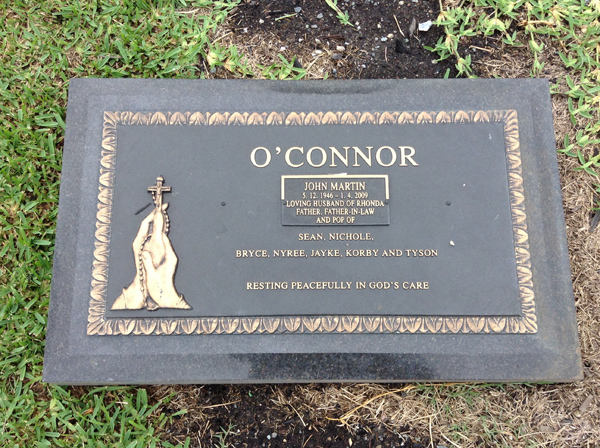 O'CONNOR
JOHN MARTIN
5. 12. 1946 - 1. 4. 2009
LOVING HUSBAND OF RHONDA
FATHER, FATHER-IN-LAW
AND POP OF
SEAN, NICHOLE,
BRYCE, NYREE, JAYKE, KORBY AND TYSON
RESTING PEACEFULLY IN GOD'S CARE